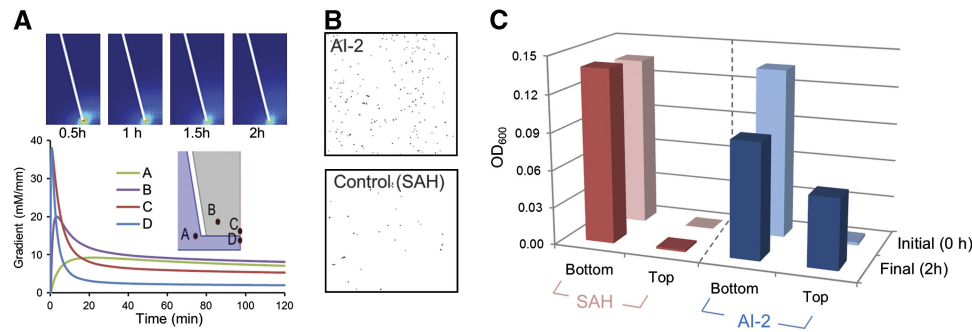 A
0.5h 1 h 1.5h 2h
40
30
20
10
0
Gradient (mM/mm)
A
B
C
D
A B C D
0 20 40 60 80 100 120
Time (min)
B
AI-2
Control (SAH)
C
0.15
0.12
0.09
0.06
0.03
0.00
OD600
Initial (0 h)
Final (2h)
Bottom Top Bottom Top
SAH AI-2